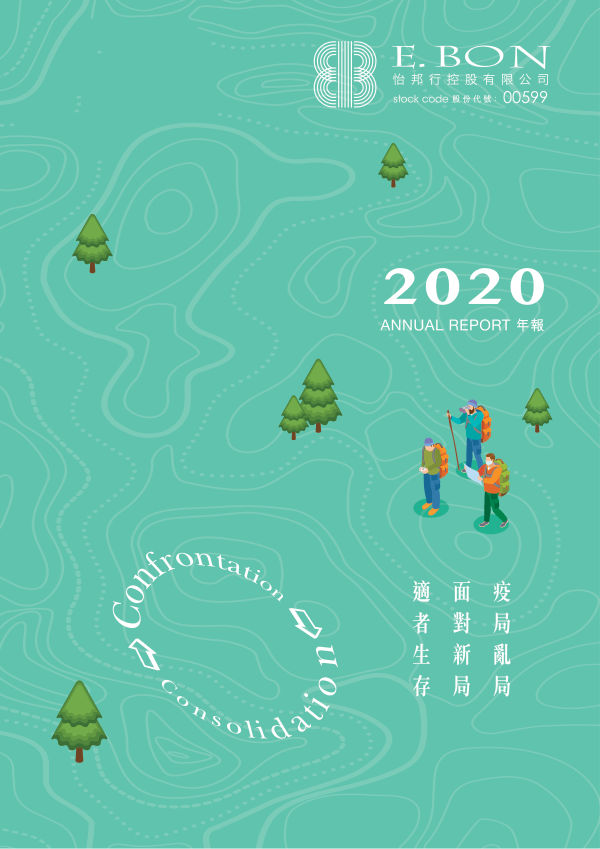 E. BON
怡邦行控股有限公司
stock code 股份代號： 00599
2020
ANNUAL REPORT 年報
Confrontation
Consolidation
疫局亂局
面對新局
適者生存